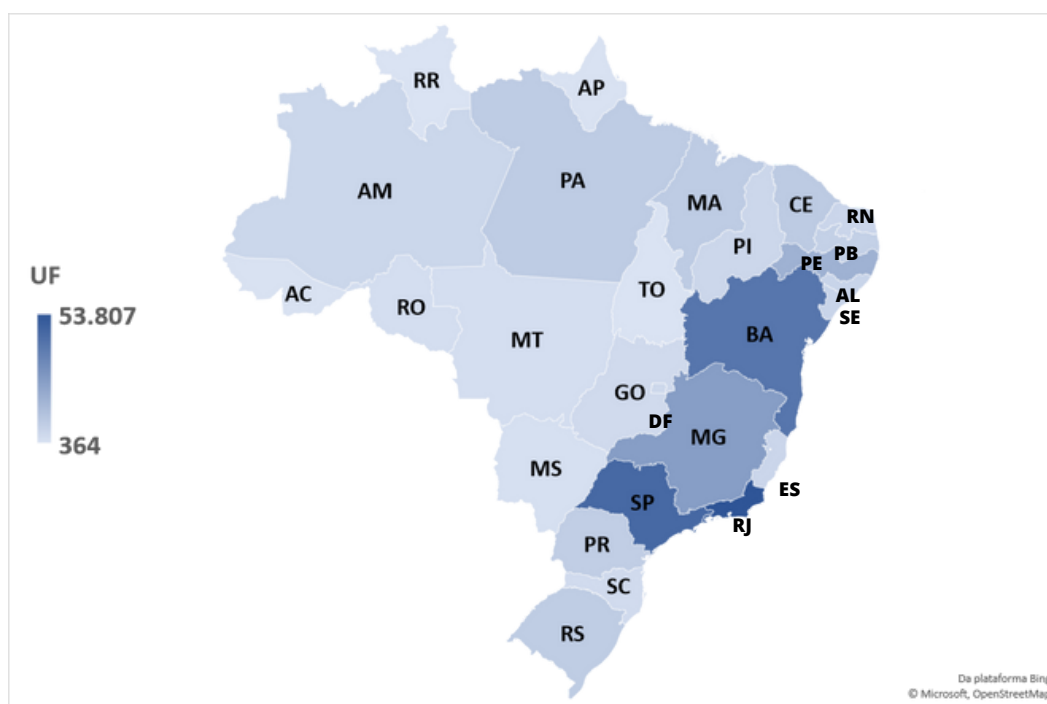 RR
AP
AM
PA
MA
CE
RN
PI
PB
PE
UF
TO
AC
RO
AL
53.807
SE
BA
MT
GO
DF
MG
364
MS
ES
SP
RJ
PR
SC
RS
Da plataforma Bing
© Microsoft, OpenStreetMap